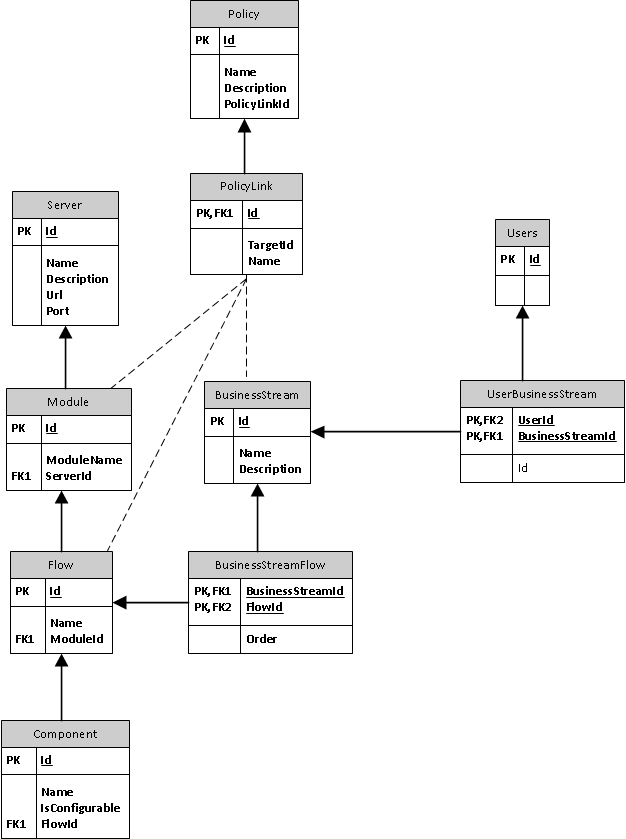 Policy
PK Id
Name
Description
PolicyLinkId
PolicyLink
PK,FK1 Id
TargetId
Name
Server
PK Id
Name
Description
Url
Port
Users
PK Id
Module
PK Id
ModuleName
FK1 ServerId
BusinessStream
PK Id
Name
Description
UserBusinessStream
PK,FK2 UserId
PK,FK1 BusinessStreamId
Id
Flow
PK Id
Name
FK1 ModuleId
BusinessStreamFlow
PK,FK1 BusinessStreamId
PK,FK2 FlowId
Order
Component
PK Id
Name
IsConfigurable
FK1 FlowId